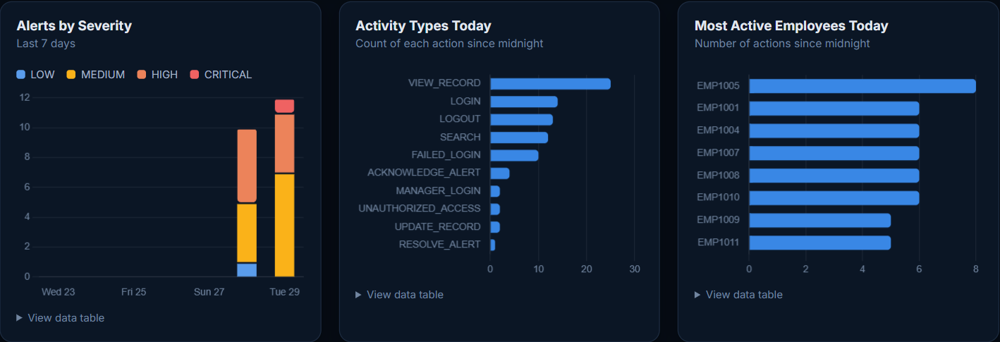 Alerts by Severity
Last 7 days
LOW MEDIUM HIGH CRITICAL
12
10
8
6
4
2
0
Wed 23 Fri 25 Sun 27 Tue 29
▶ View data table
Activity Types Today
Count of each action since midnight
VIEW_RECORD
LOGIN
LOGOUT
SEARCH
FAILED_LOGIN
ACKNOWLEDGE_ALERT
MANAGER_LOGIN
UNAUTHORIZED_ACCESS
UPDATE_RECORD
RESOLVE_ALERT
0 10 20 30
▶ View data table
Most Active Employees Today
Number of actions since midnight
EMP1005
EMP1001
EMP1004
EMP1007
EMP1008
EMP1010
EMP1009
EMP1011
0 2 4 6 8
▶ View data table